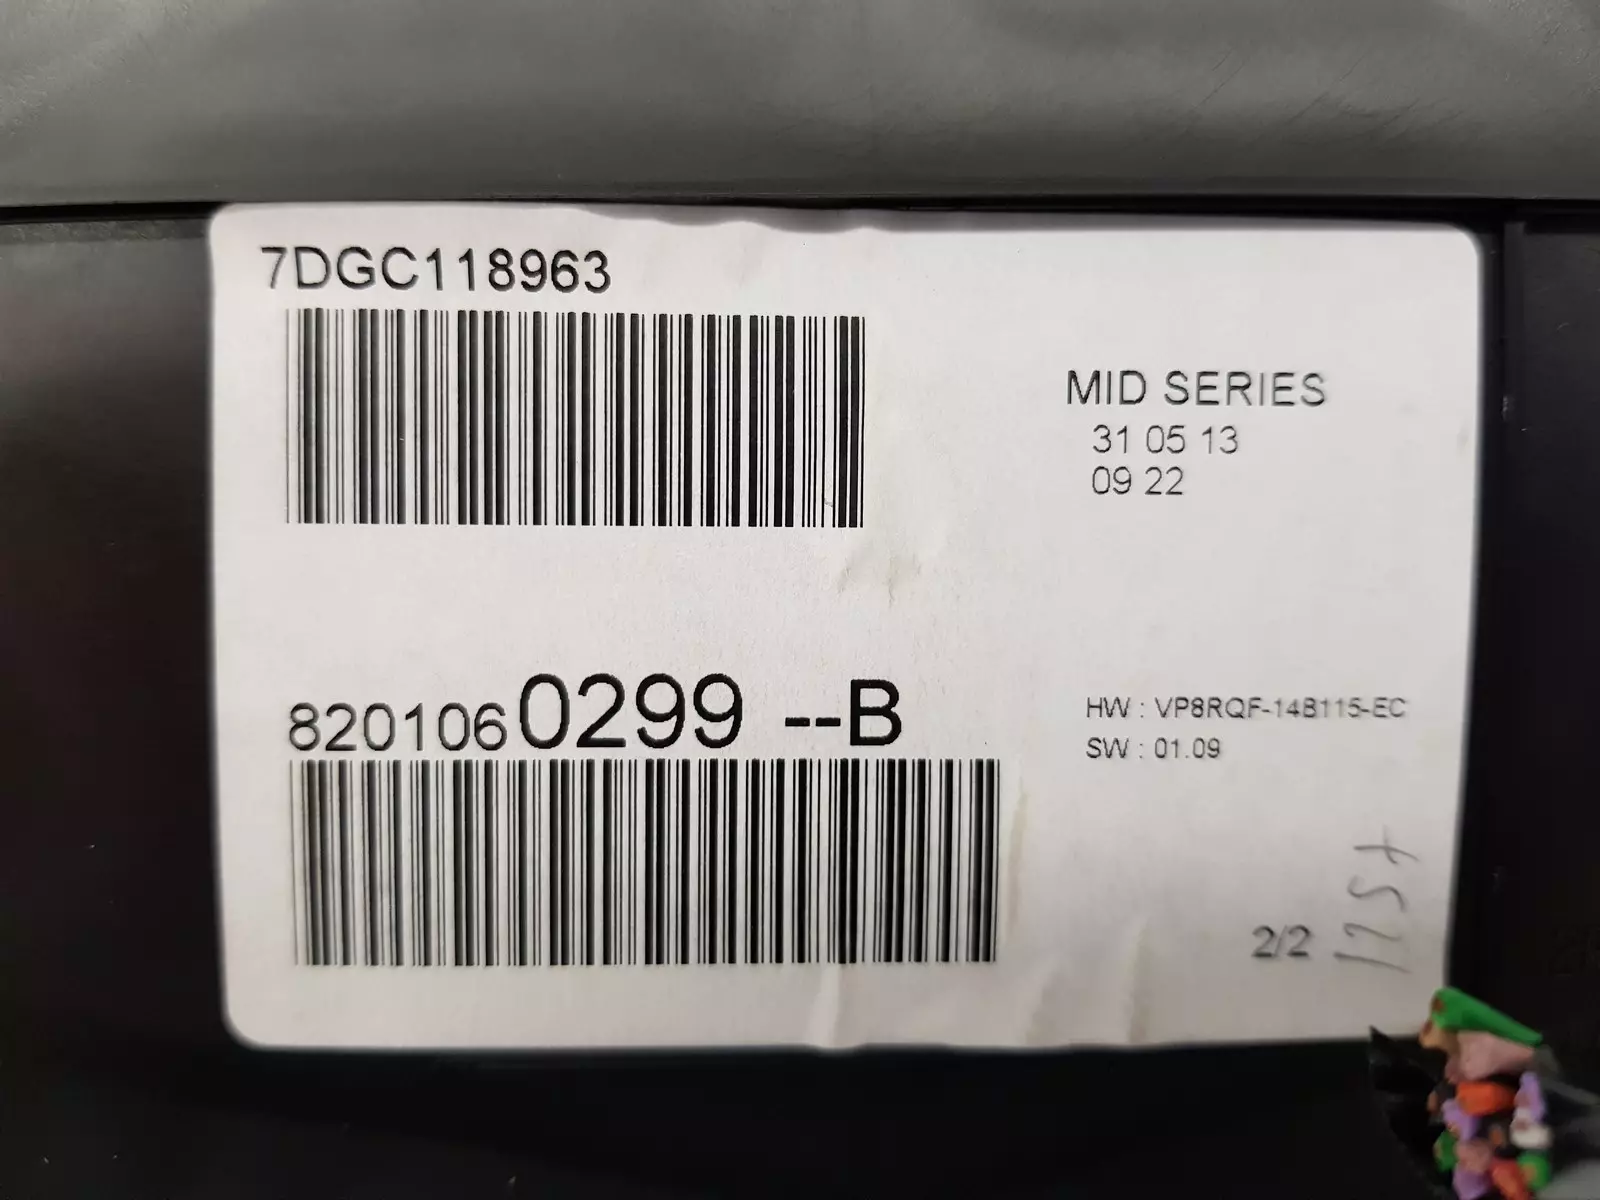 7DGC118963
MID SERIES
31 05 13
09 22
8201060299 --B
HW : VP8RQF-14B115-EC
SW : 01.09
2/2